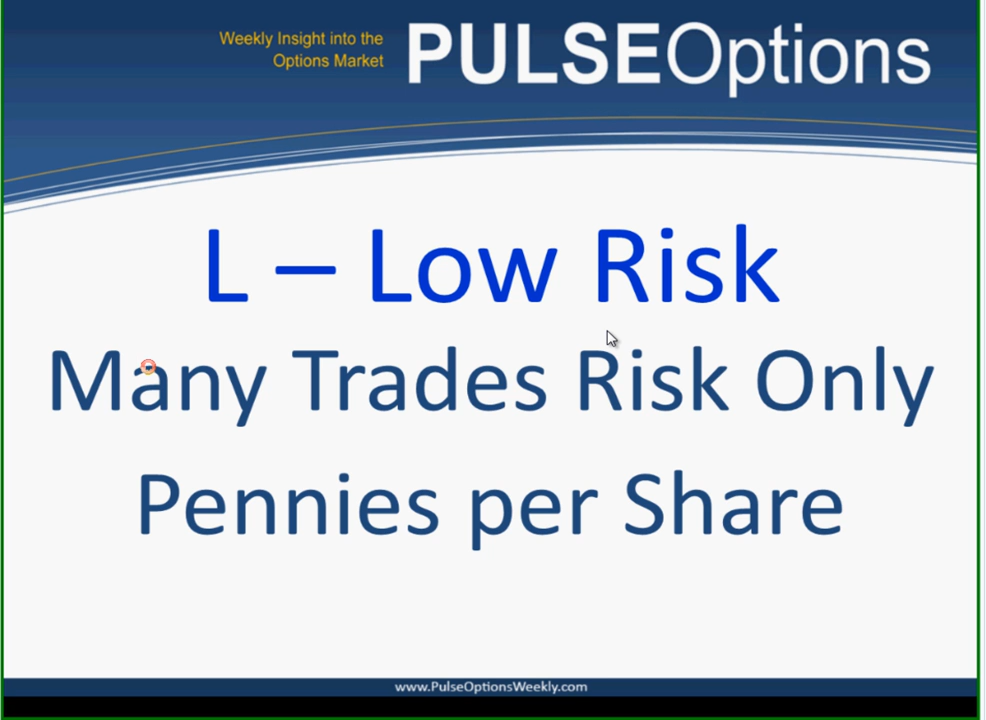 Weekly Insight into the
Options Market
PULSEOptions
L – Low Risk
Many Trades Risk Only
Pennies per Share
www.PulseOptionsWeekly.com